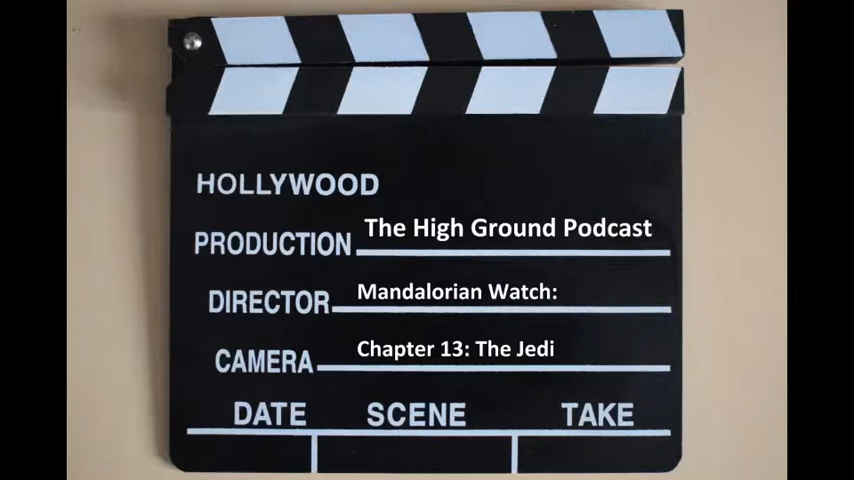 HOLLYWOOD
PRODUCTION The High Ground Podcast
DIRECTOR Mandalorian Watch:
CAMERA Chapter 13: The Jedi
DATE SCENE TAKE